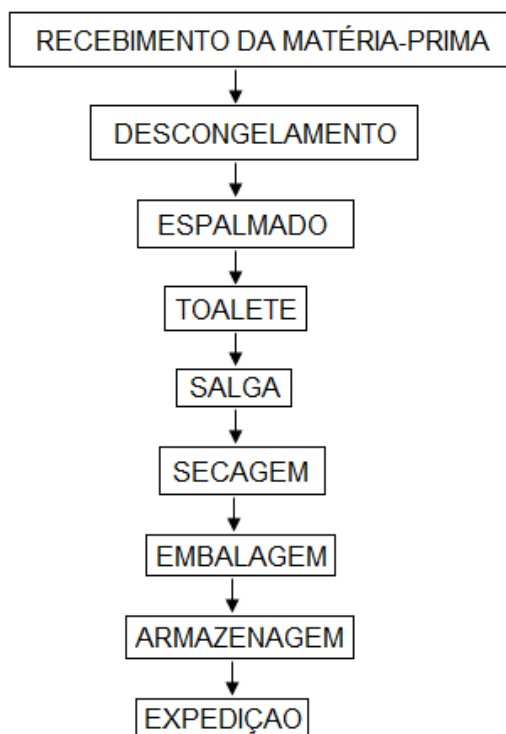 RECEBIMENTO DA MATÉRIA-PRIMA
DESCONGELAMENTO
ESPALMADO
TOALETE
SALGA
SECAGEM
EMBALAGEM
ARMAZENAGEM
EXPEDIÇAO